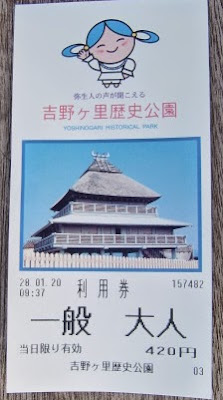 弥生人の声が聞こえる
吉野ヶ里歴史公園
YOSHINOGARI HISTORICAL PARK
28.01.20 利用券 157482
09:37
一般 大人
当日限り有効 420円
吉野ヶ里歴史公園 03